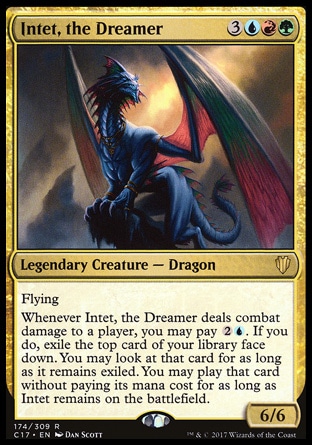 Intet, the Dreamer 3
Legendary Creature — Dragon
Flying
Whenever Intet, the Dreamer deals combat
damage to a player, you may pay 2. If you
do, exile the top card of your library face
down. You may look at that card for as long
as it remains exiled. You may play that card
without paying its mana cost for as long as
Intet remains on the battlefield.
6/6
174/309 R
C17 • EN DAN SCOTT
™ & © 2017 Wizards of the Coast